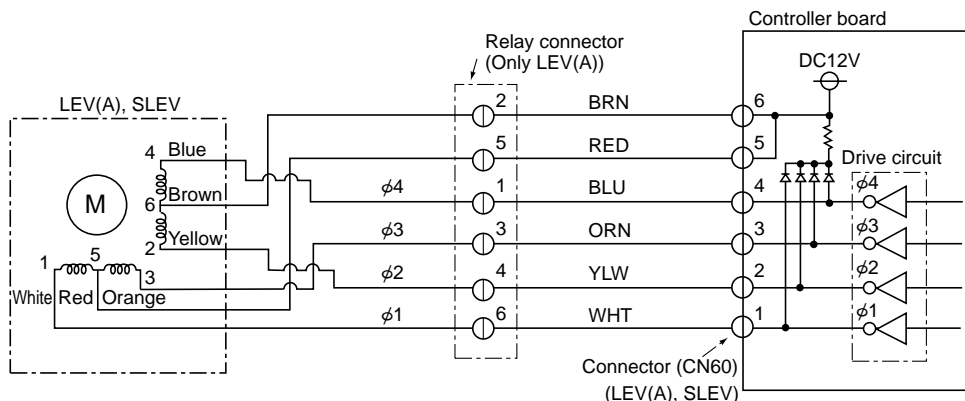 Controller board
DC12V
Relay connector
(Only LEV(A))
LEV(A), SLEV
2 BRN 6
5 RED 5
Drive circuit
4 Blue
ϕ4 1 BLU 4 ϕ4
Brown
M
6
ϕ3 3 ORN 3 ϕ3
2 Yellow
1 5 3
ϕ2 4 YLW 2 ϕ2
White Red Orange
ϕ1 6 WHT 1 ϕ1
Connector (CN60)
(LEV(A), SLEV)